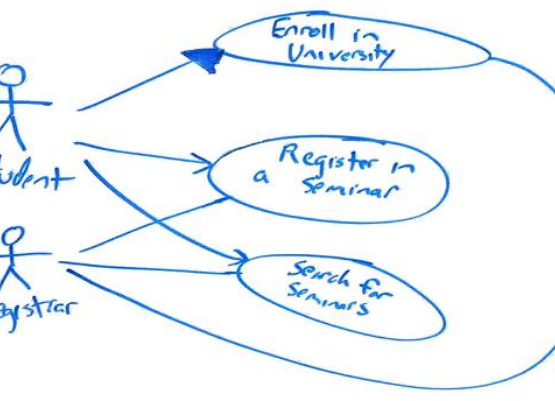 Enroll in
University
Register in
a Seminar
udent
Search for
Seminars
gistrar